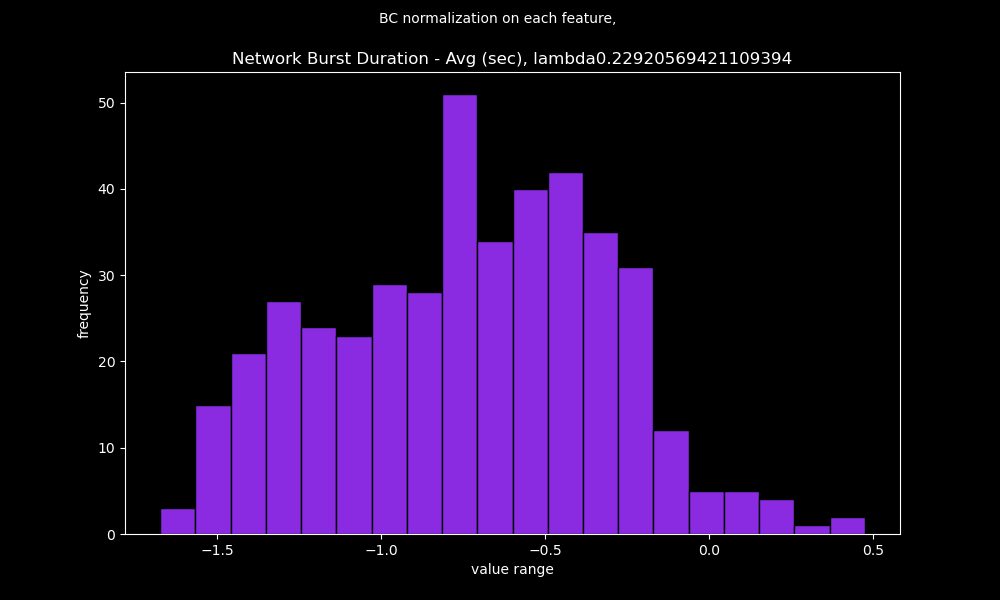 BC normalization on each feature,
Network Burst Duration - Avg (sec), lambda0.22920569421109394
50
40
30
20
10
0
frequency
−1.5 −1.0 −0.5 0.0 0.5
value range